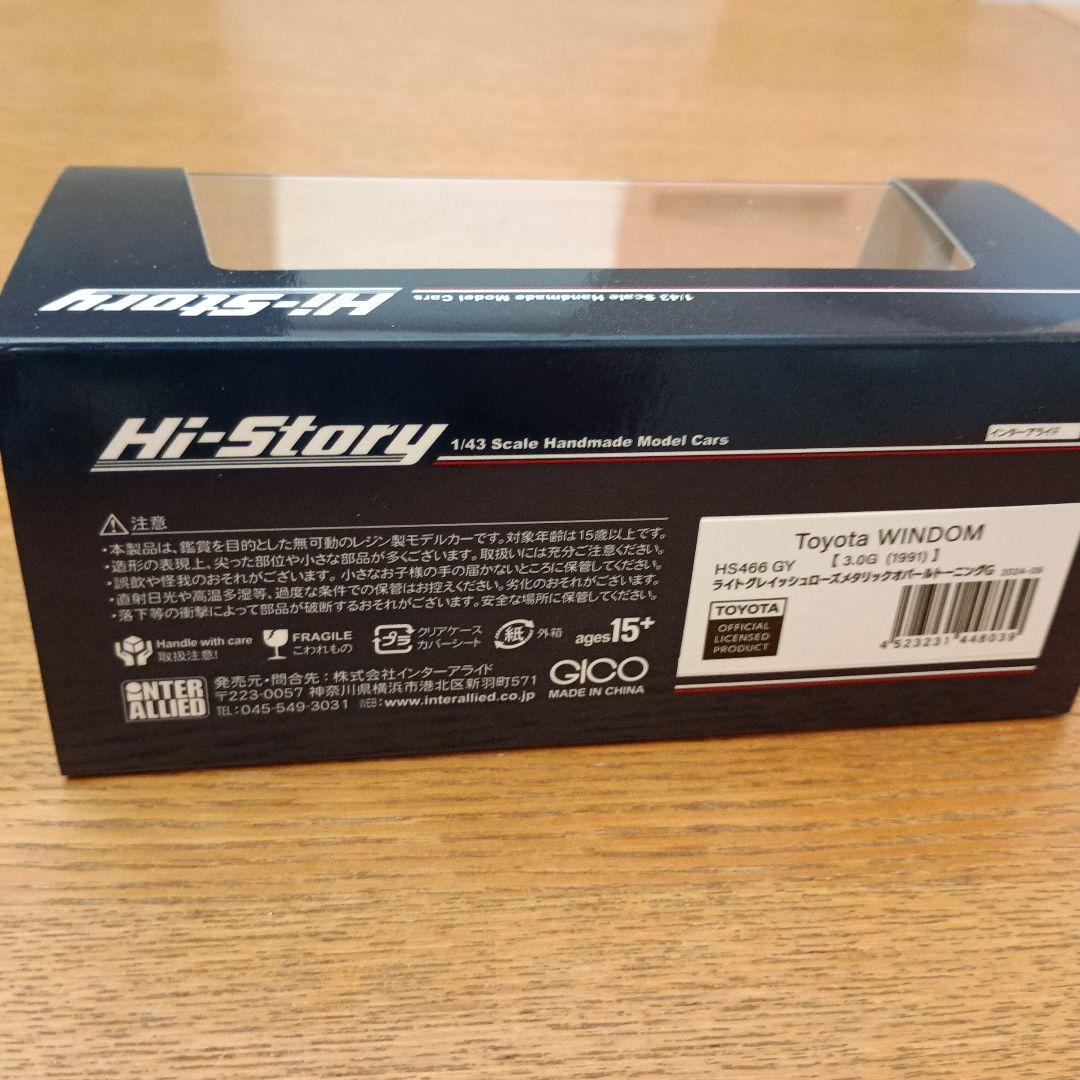 Hi-Story
1/43 Scale Handmade Model Cars
Hi-Story 1/43 Scale Handmade Model Cars
インターアライド
⚠注意
・本製品は、鑑賞を目的とした無可動のレジン製モデルカーです。対象年齢は15歳以上です。
・造形の表現上、尖った部位や小さな部品が多くございます。取扱いには充分ご注意ください。
・誤飲や怪我のおそれがございます。小さなお子様の手の届かないところに保管してください。
・直射日光や高温多湿等、過度な条件での保管はお控えください。劣化のおそれがございます。
・落下等の衝撃によって部品が破断するおそれがございます。安全な場所に保管してください。
Handle with care
取扱注意!
FRAGILE
こわれもの
プラ
クリアケース
カバーシート
紙
外箱
ages15+
INTER
ALLIED
発売元・問合先：株式会社インターアライド
〒223-0057 神奈川県横浜市港北区新羽町571
TEL:045-549-3031 WEB:www.interallied.co.jp
GICO
MADE IN CHINA
Toyota WINDOM
HS466 GY 【 3.0G (1991) 】
ライトグレイッシュローズメタリックオパールトーニングG 2024-09
TOYOTA
OFFICIAL
LICENSED
PRODUCT
4 523231 448039